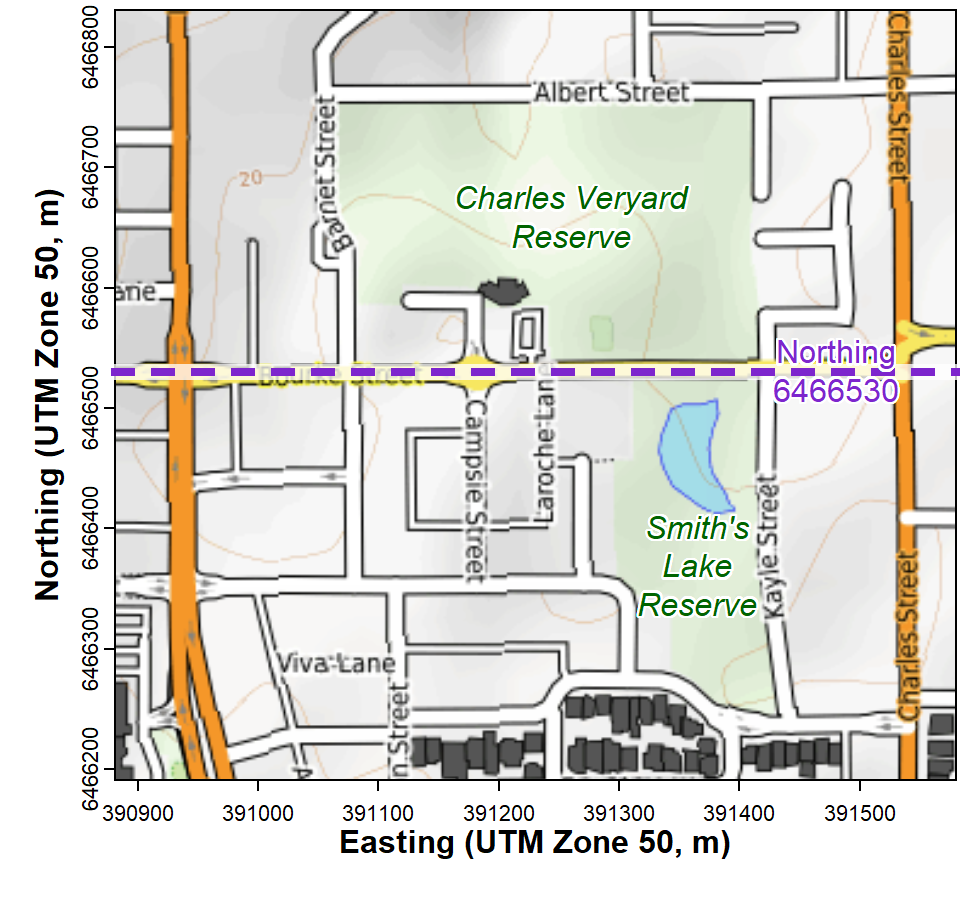 Charles Street
Albert Street
Barnet Street
20
Charles Veryard
Reserve
ane
Northing
6466530
Bourke Street
Campsie Street
Laroche Lane
Smith's
Lake
Reserve
Kayle Street
Charles Street
Viva Lane
n Street
A
6466800
6466700
6466600
6466500
6466400
6466300
6466200
Northing (UTM Zone 50, m)
390900
391000
391100
391200
391300
391400
391500
Easting (UTM Zone 50, m)